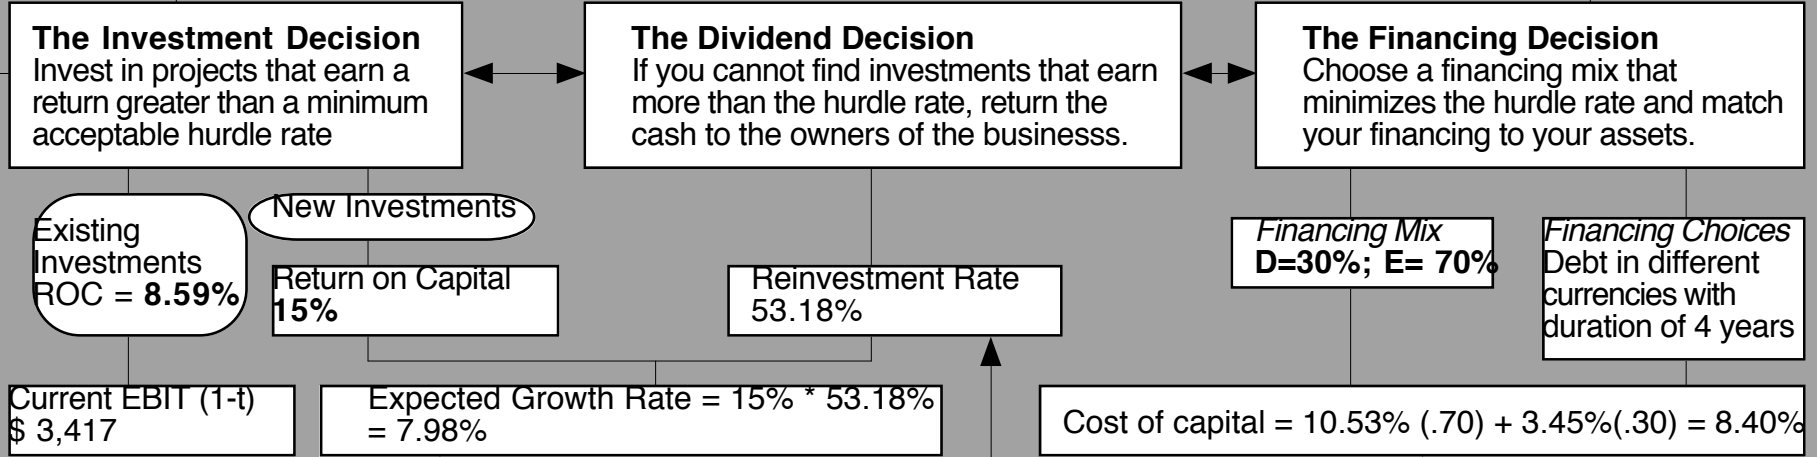 The Investment Decision
Invest in projects that earn a
return greater than a minimum
acceptable hurdle rate
The Dividend Decision
If you cannot find investments that earn
more than the hurdle rate, return the
cash to the owners of the businesss.
The Financing Decision
Choose a financing mix that
minimizes the hurdle rate and match
your financing to your assets.
Existing
Investments
ROC = 8.59%
New Investments
Return on Capital
15%
Reinvestment Rate
53.18%
Financing Mix
D=30%; E= 70%
Financing Choices
Debt in different
currencies with
duration of 4 years
Current EBIT (1-t)
$ 3,417
Expected Growth Rate = 15% * 53.18%
= 7.98%
Cost of capital = 10.53% (.70) + 3.45%(.30) = 8.40%